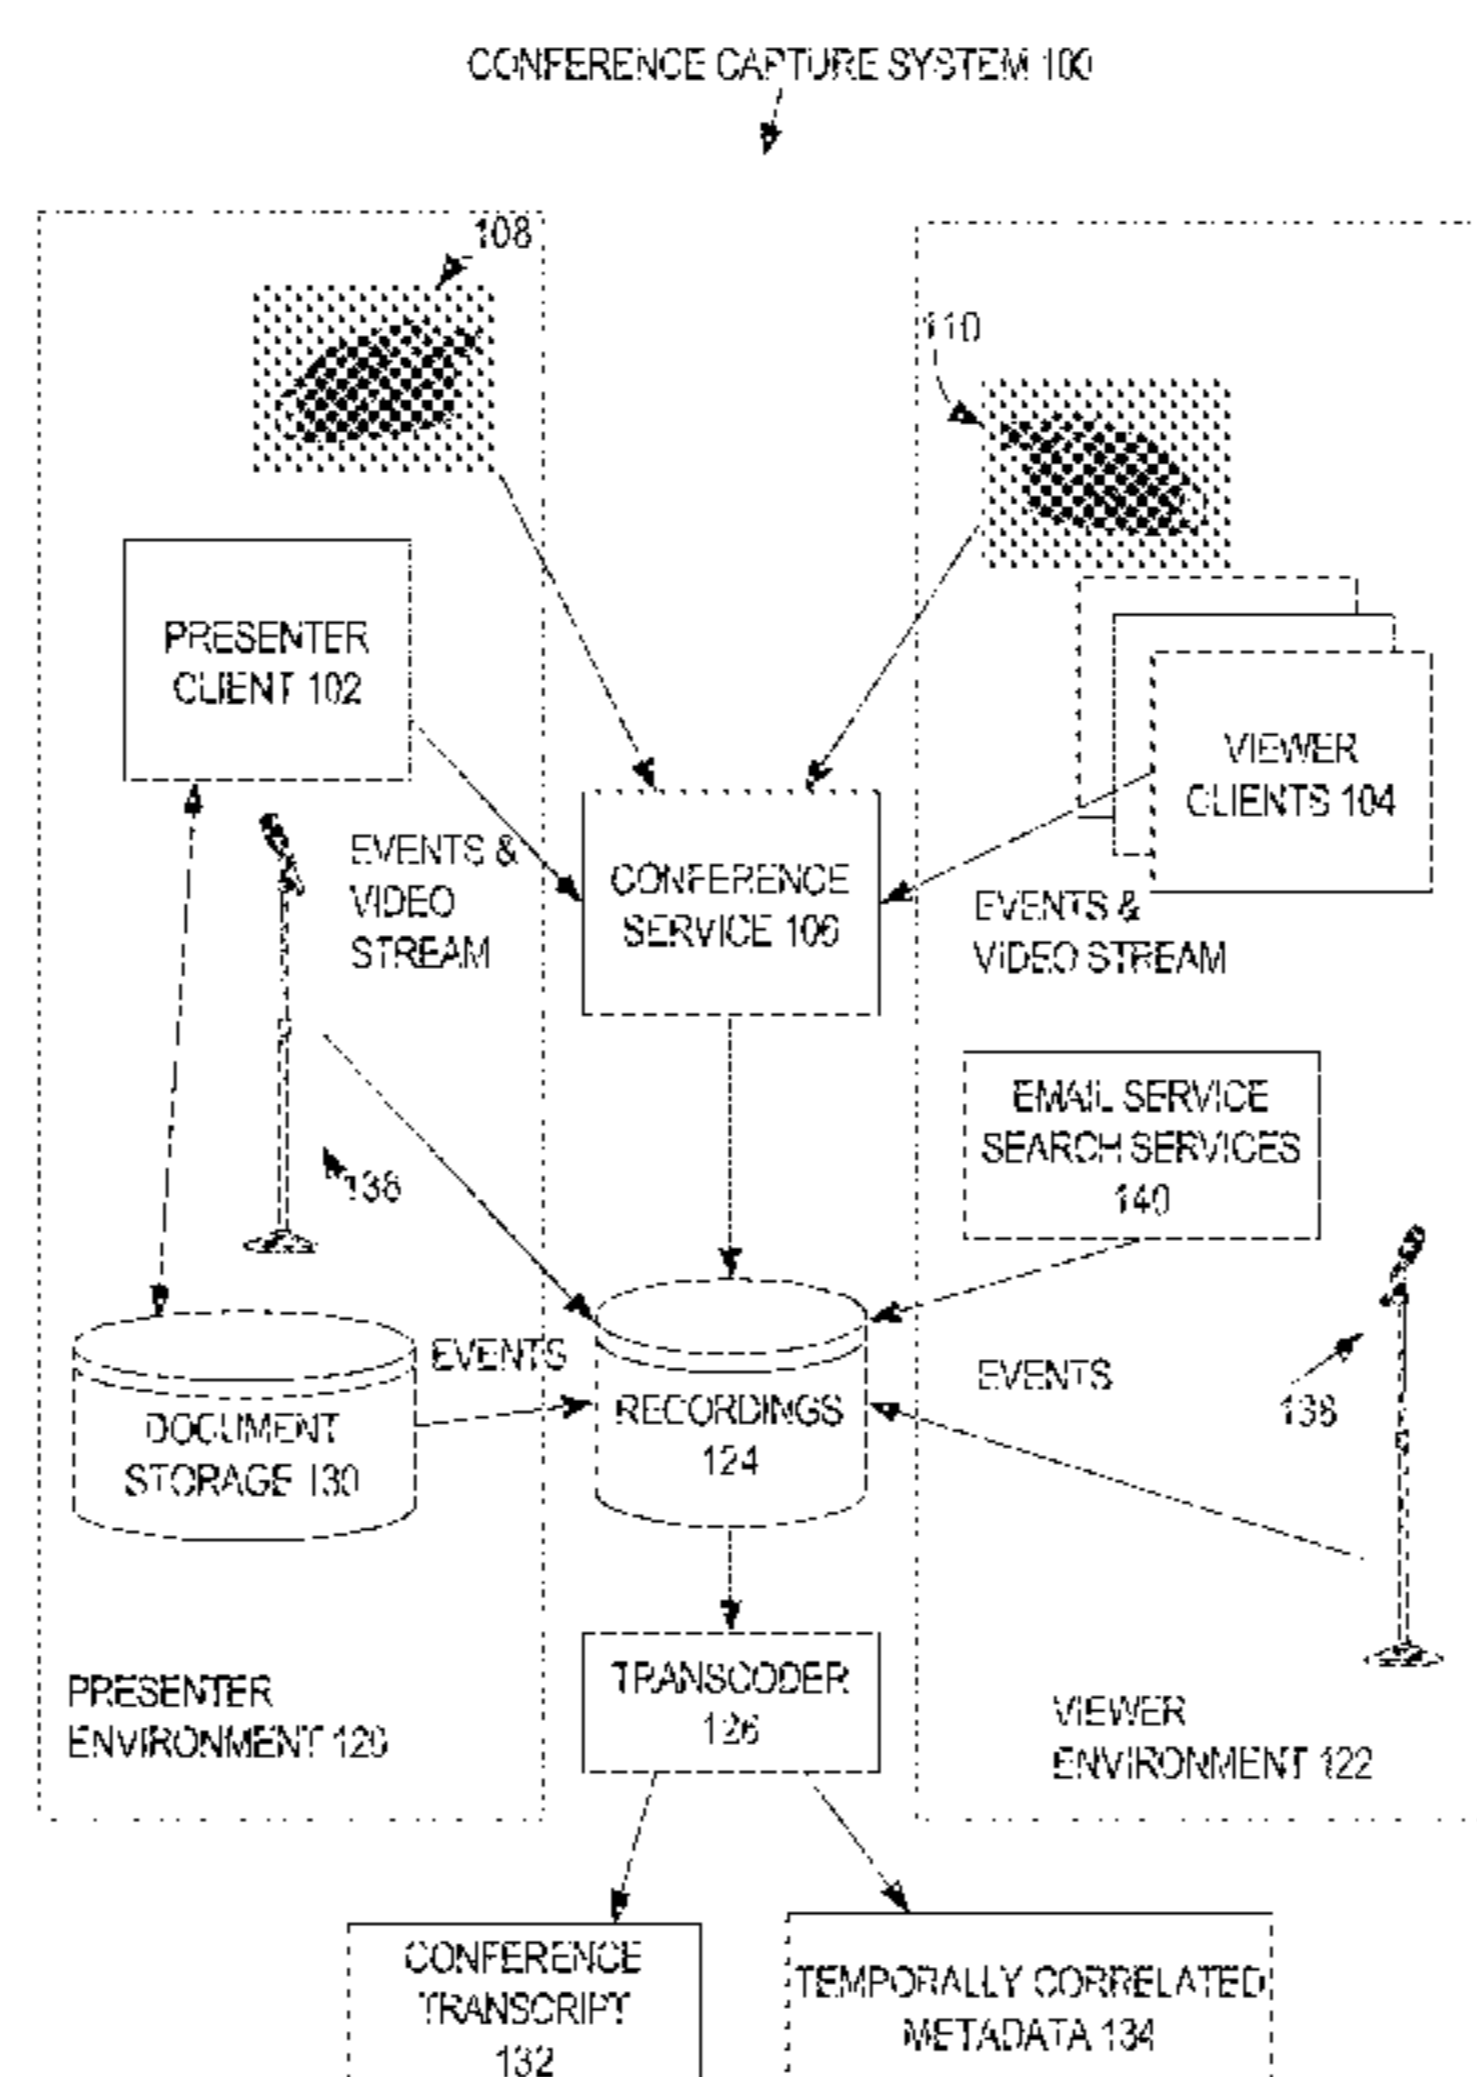 CONFERENCE CAPTURE SYSTEM 100
108
110
PRESENTER
CLIENT 102
VIEWER
CLIENTS 104
EVENTS &
VIDEO
STREAM
CONFERENCE
SERVICE 106
EVENTS &
VIDEO STREAM
EMAIL SERVICE
SEARCH SERVICES
140
EVENTS
DOCUMENT
STORAGE 130
RECORDINGS
124
EVENTS
PRESENTER
ENVIRONMENT 120
TRANSCODER
126
VIEWER
ENVIRONMENT 122
CONFERENCE
TRANSCRIPT
132
TEMPORALLY CORRELATED
METADATA 134